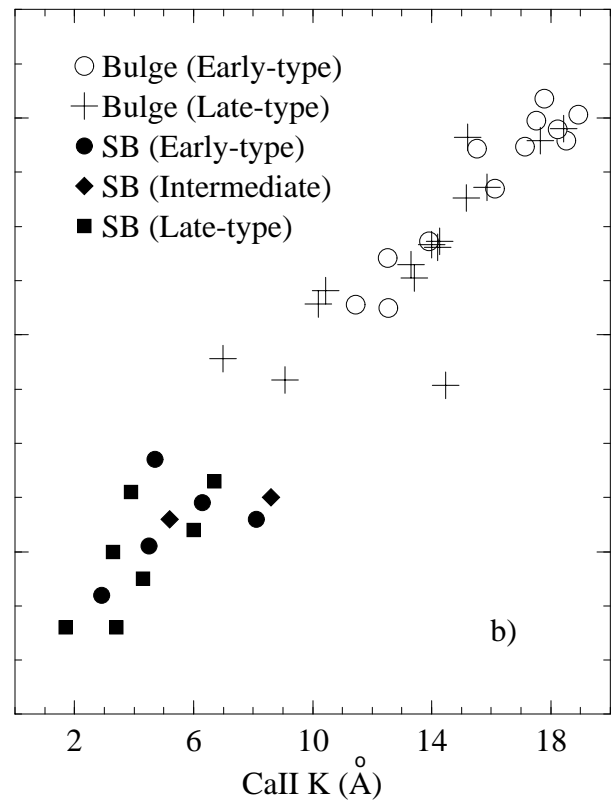 Bulge (Early-type)
Bulge (Late-type)
SB (Early-type)
SB (Intermediate)
SB (Late-type)
b)
2 6 10 14 18
CaII K (Å)